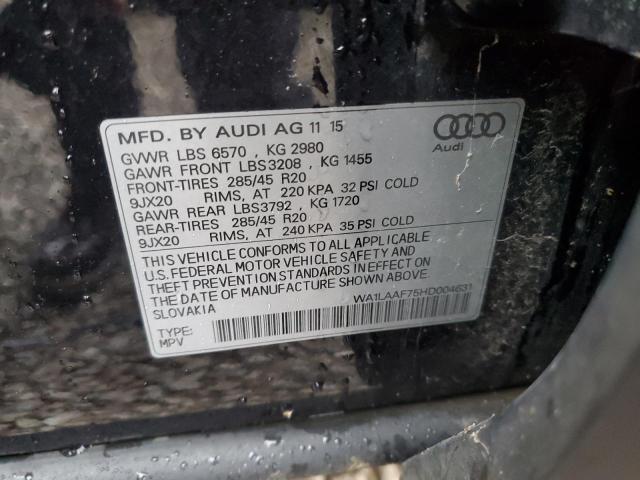 MFD. BY AUDI AG 11 15
Audi
GVWR LBS 6570 , KG 2980
GAWR FRONT LBS3208 , KG 1455
FRONT-TIRES 285/45 R20
9JX20 RIMS, AT 220 KPA 32 PSI COLD
GAWR REAR LBS3792 , KG 1720
REAR-TIRES 285/45 R20
9JX20 RIMS, AT 240 KPA 35 PSI COLD
THIS VEHICLE CONFORMS TO ALL APPLICABLE
U.S. FEDERAL MOTOR VEHICLE SAFETY AND
THEFT PREVENTION STANDARDS IN EFFECT ON
THE DATE OF MANUFACTURE SHOWN ABOVE.
SLOVAKIA
WA1LAAF75HD004631
TYPE:
MPV